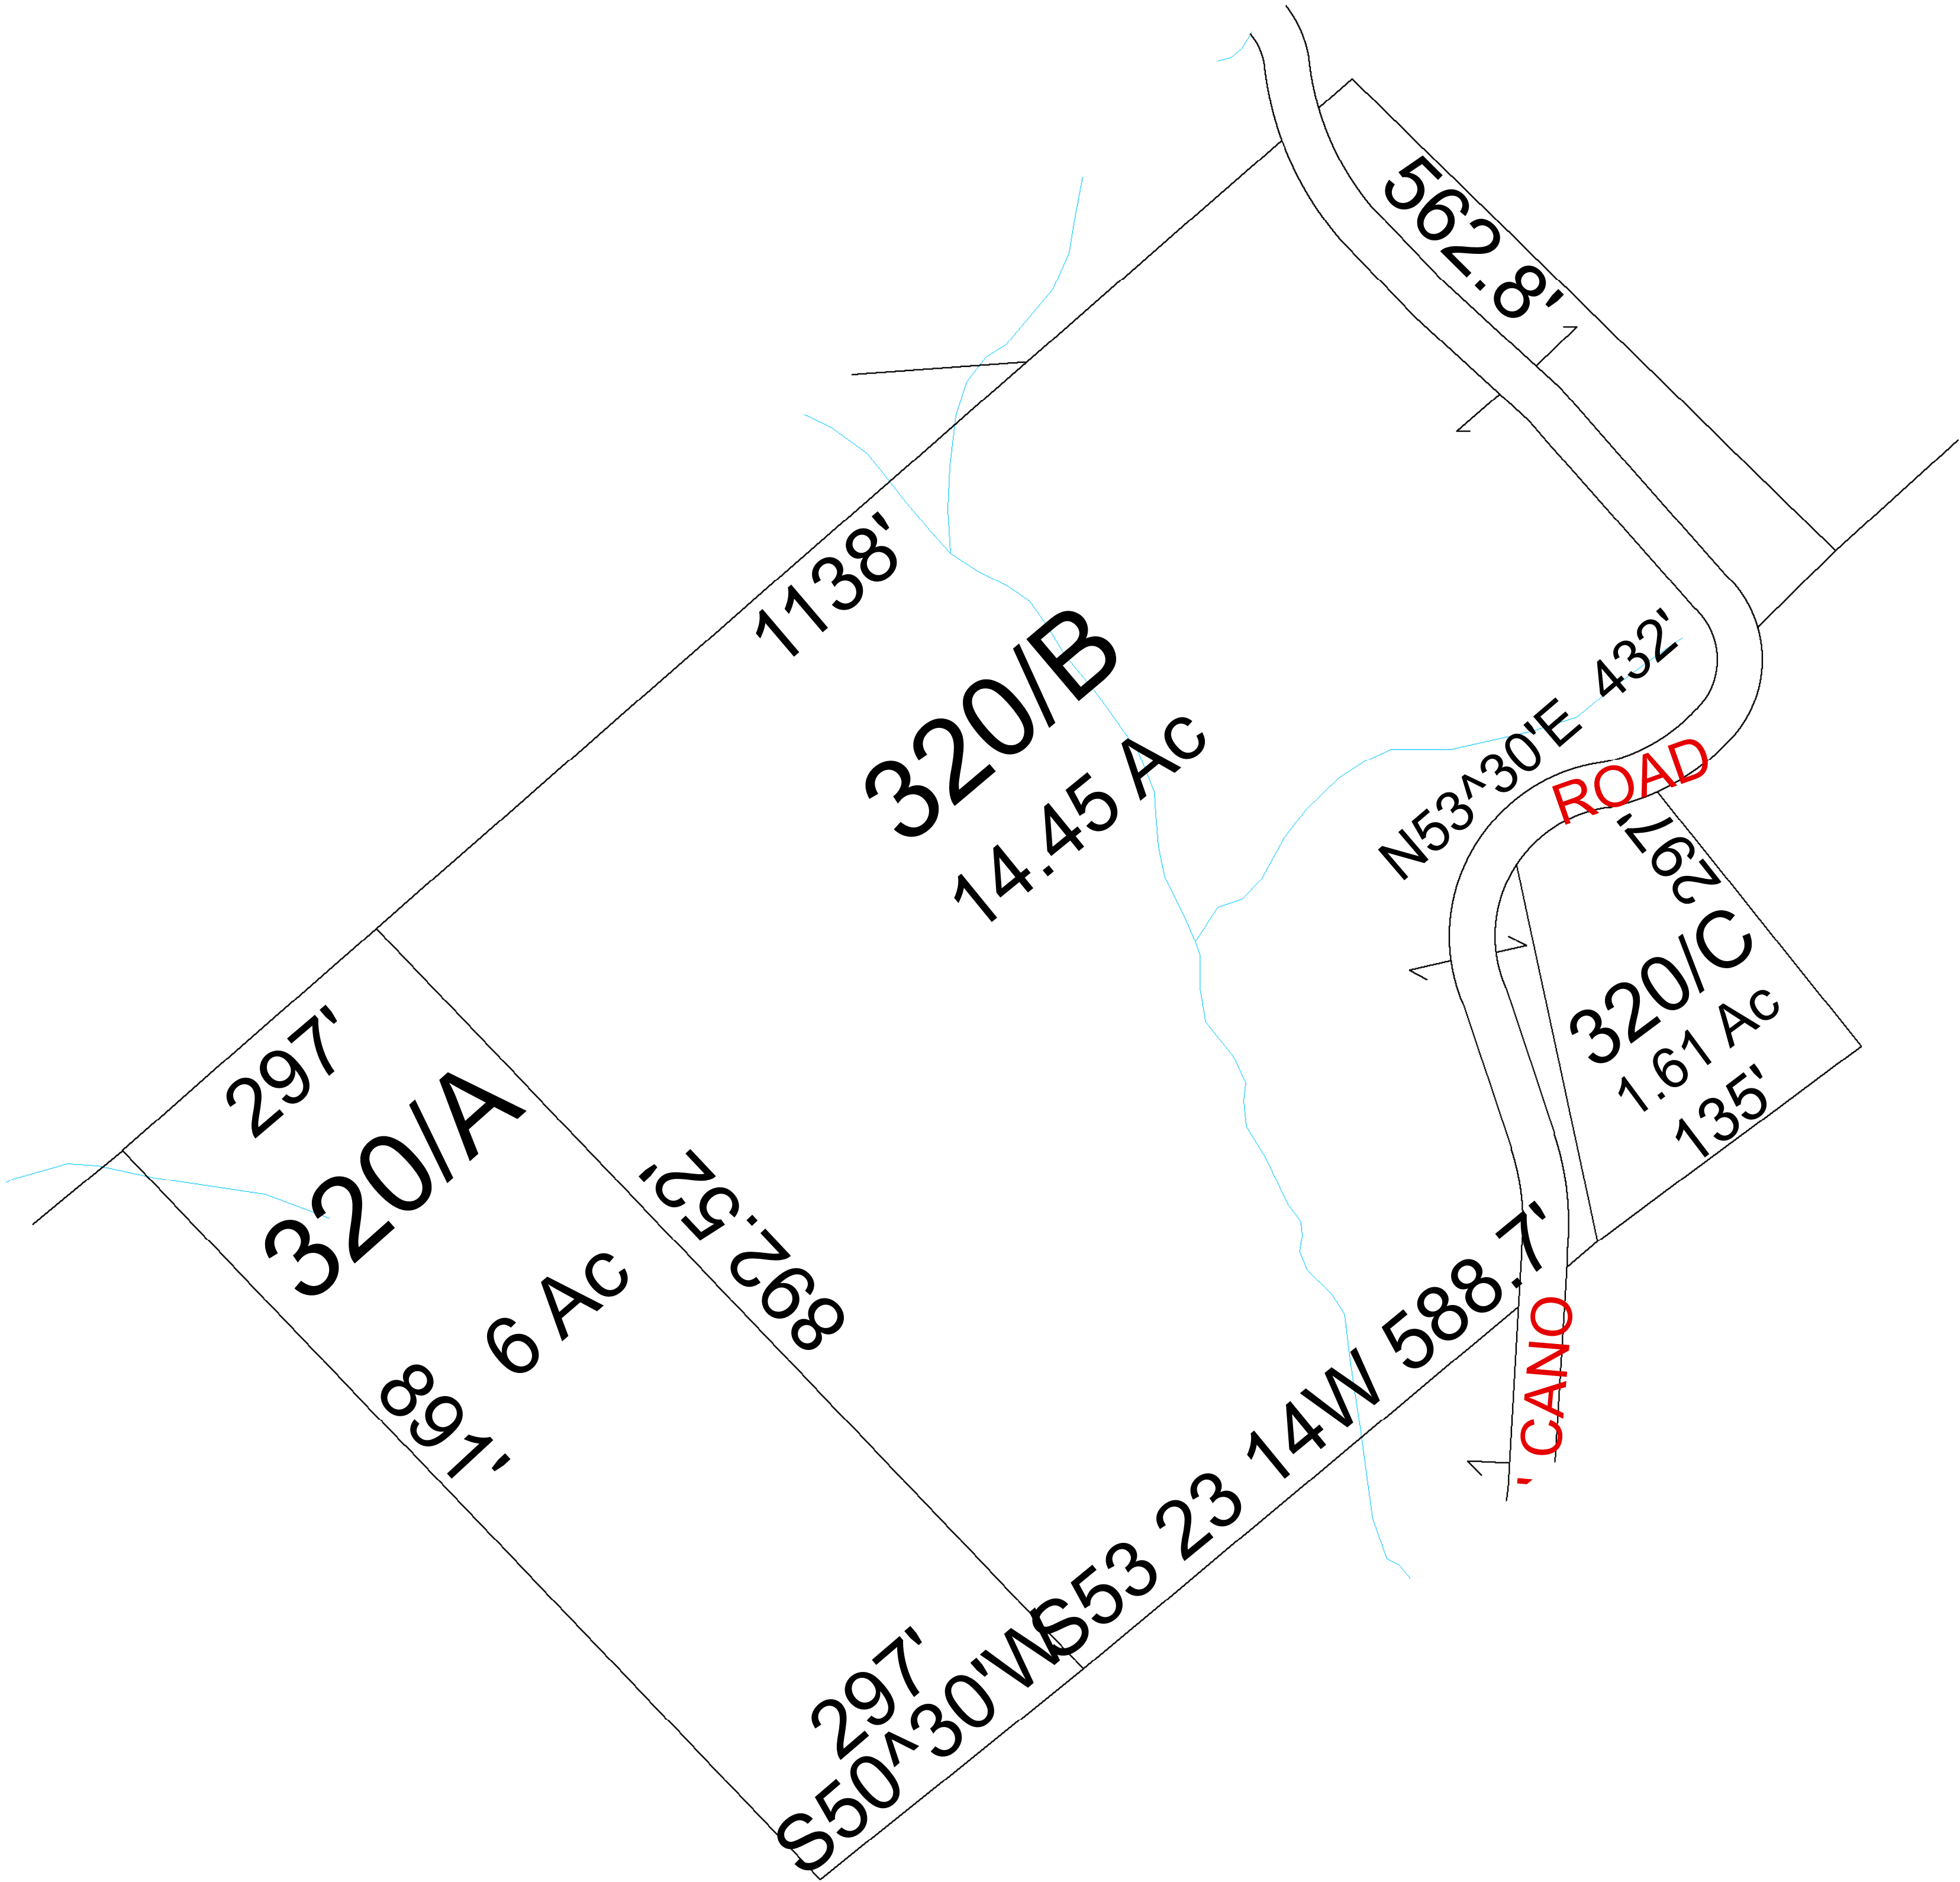 562.8'
1138'
320/B
14.45 Ac
N53^30'E 432'
ROAD
267'
320/C
1.61 Ac
135'
297'
320/A
6 Ac
892.52'
891'
S53 23 14W 588.7'
' CANO
297'
S50^30"W